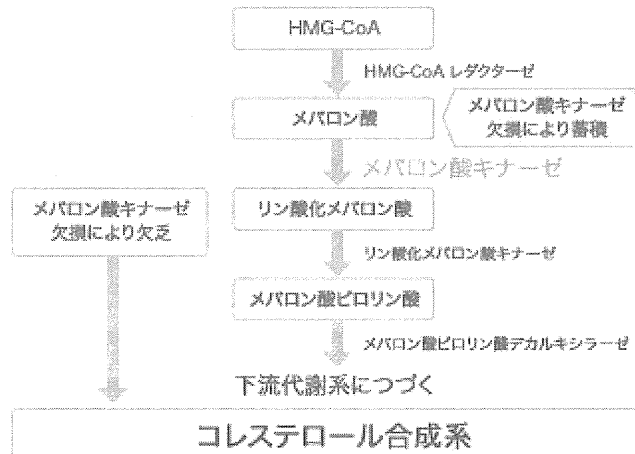 HMG-CoA
HMG-CoA レダクターゼ
メバロン酸
メバロン酸キナーゼ
欠損により蓄積
メバロン酸キナーゼ
メバロン酸キナーゼ
欠損により欠乏
リン酸化メバロン酸
リン酸化メバロン酸キナーゼ
メバロン酸ピロリン酸
メバロン酸ピロリン酸デカルキシラーゼ
下流代謝系につづく
コレステロール合成系